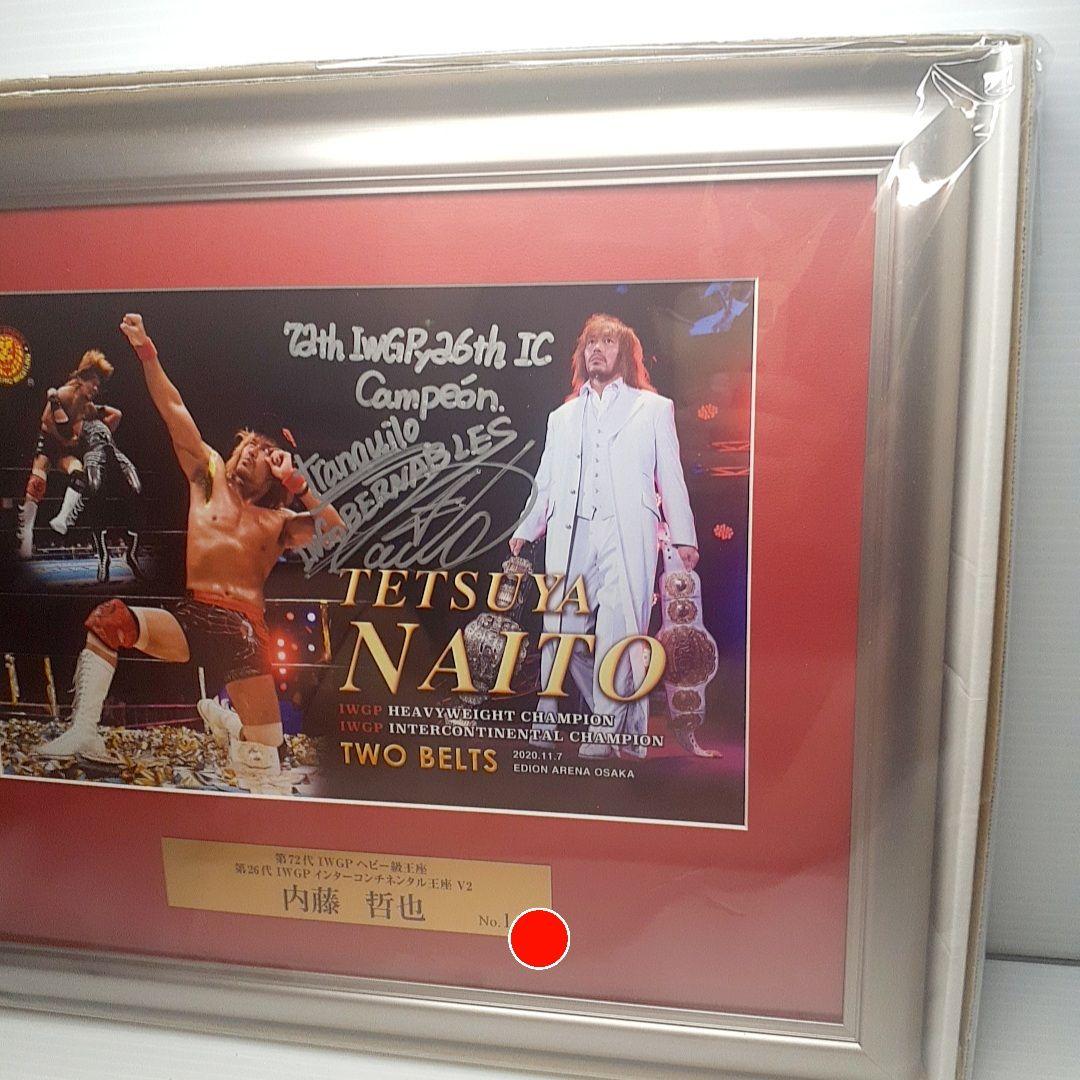 72th IWGP y 26th IC
Campeón.
tranquilo
INGOBERNABLES
Naito
TETSUYA
NAITO
IWGP HEAVYWEIGHT CHAMPION
IWGP INTERCONTINENTAL CHAMPION
TWO BELTS
2020.11.7
EDION ARENA OSAKA
第72代 IWGP ヘビー級王座
第26代 IWGP インターコンチネンタル王座 V2
内藤 哲也
No.1